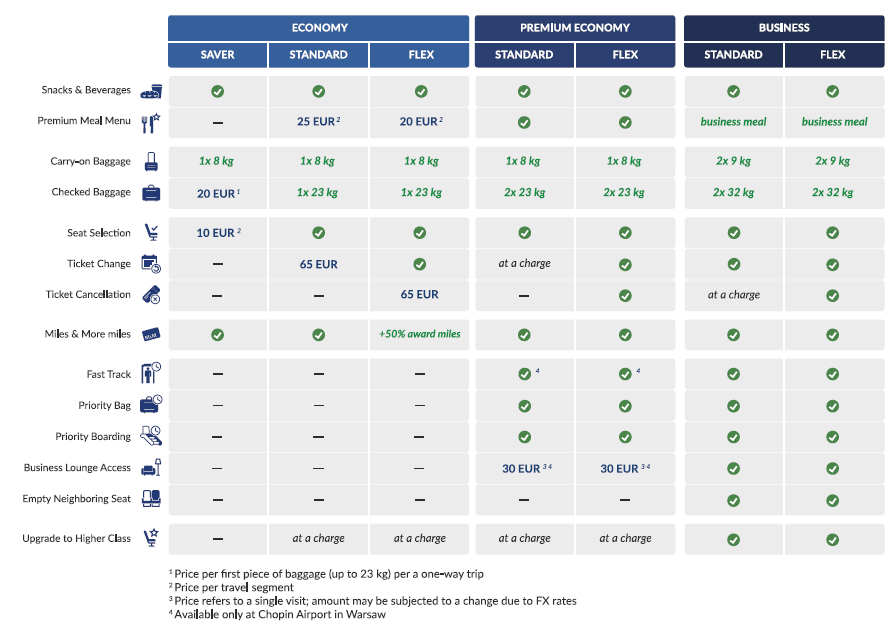 ECONOMY PREMIUM ECONOMY BUSINESS
SAVER STANDARD FLEX STANDARD FLEX STANDARD FLEX
Snacks & Beverages
Premium Meal Menu — 25 EUR ² 20 EUR ² business meal business meal
Carry-on Baggage 1x 8 kg 1x 8 kg 1x 8 kg 1x 8 kg 1x 8 kg 2x 9 kg 2x 9 kg
Checked Baggage 20 EUR ¹ 1x 23 kg 1x 23 kg 2x 23 kg 2x 23 kg 2x 32 kg 2x 32 kg
Seat Selection 10 EUR ²
Ticket Change — 65 EUR at a charge
Ticket Cancellation — — 65 EUR — at a charge
Miles & More miles +50% award miles
Fast Track — — — ⁴ ⁴
Priority Bag — — —
Priority Boarding — — —
Business Lounge Access — — — 30 EUR ³ ⁴ 30 EUR ³ ⁴
Empty Neighboring Seat — — — — —
Upgrade to Higher Class — at a charge at a charge at a charge at a charge
¹ Price per first piece of baggage (up to 23 kg) per a one-way trip
² Price per travel segment
³ Price refers to a single visit; amount may be subjected to a change due to FX rates
⁴ Available only at Chopin Airport in Warsaw